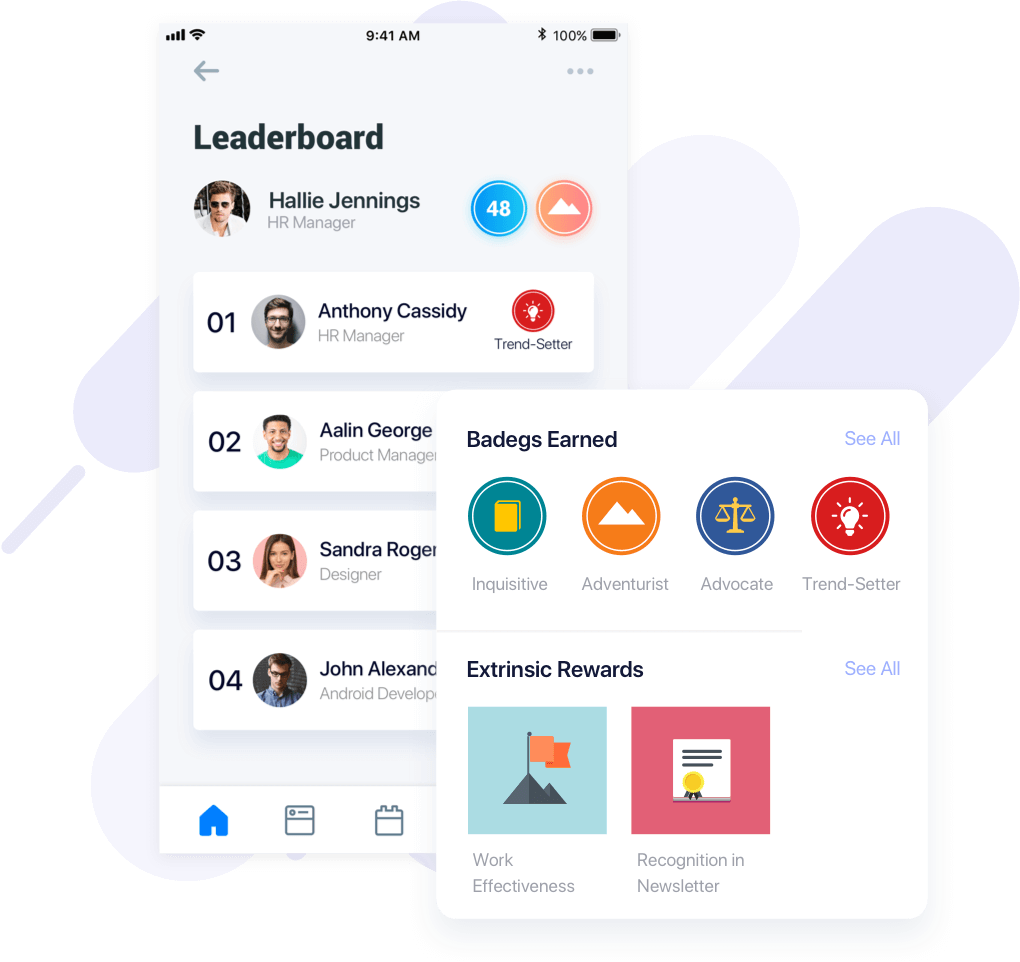 9:41 AM
100%
Leaderboard
Hallie Jennings
HR Manager
48
01
Anthony Cassidy
HR Manager
Trend-Setter
02
Aalin George
Product Manager
03
Sandra Roger
Designer
04
John Alexand
Android Develope
Badegs Earned
See All
Inquisitive
Adventurist
Advocate
Trend-Setter
Extrinsic Rewards
See All
Work
Effectiveness
Recognition in
Newsletter